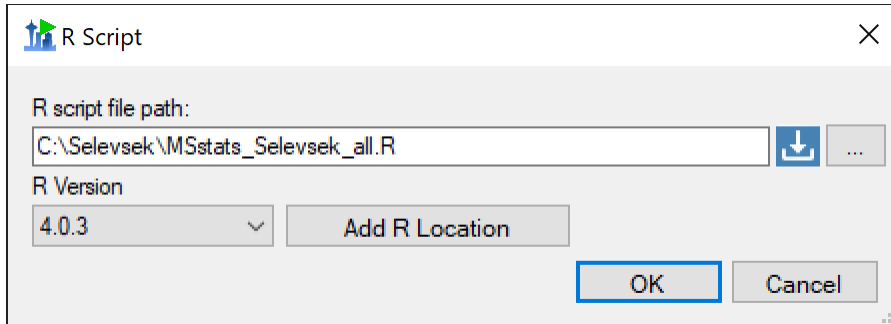 R Script
R script file path:
C:\Selevsek\MSstats_Selevsek_all.R
...
R Version
4.0.3
Add R Location
OK
Cancel